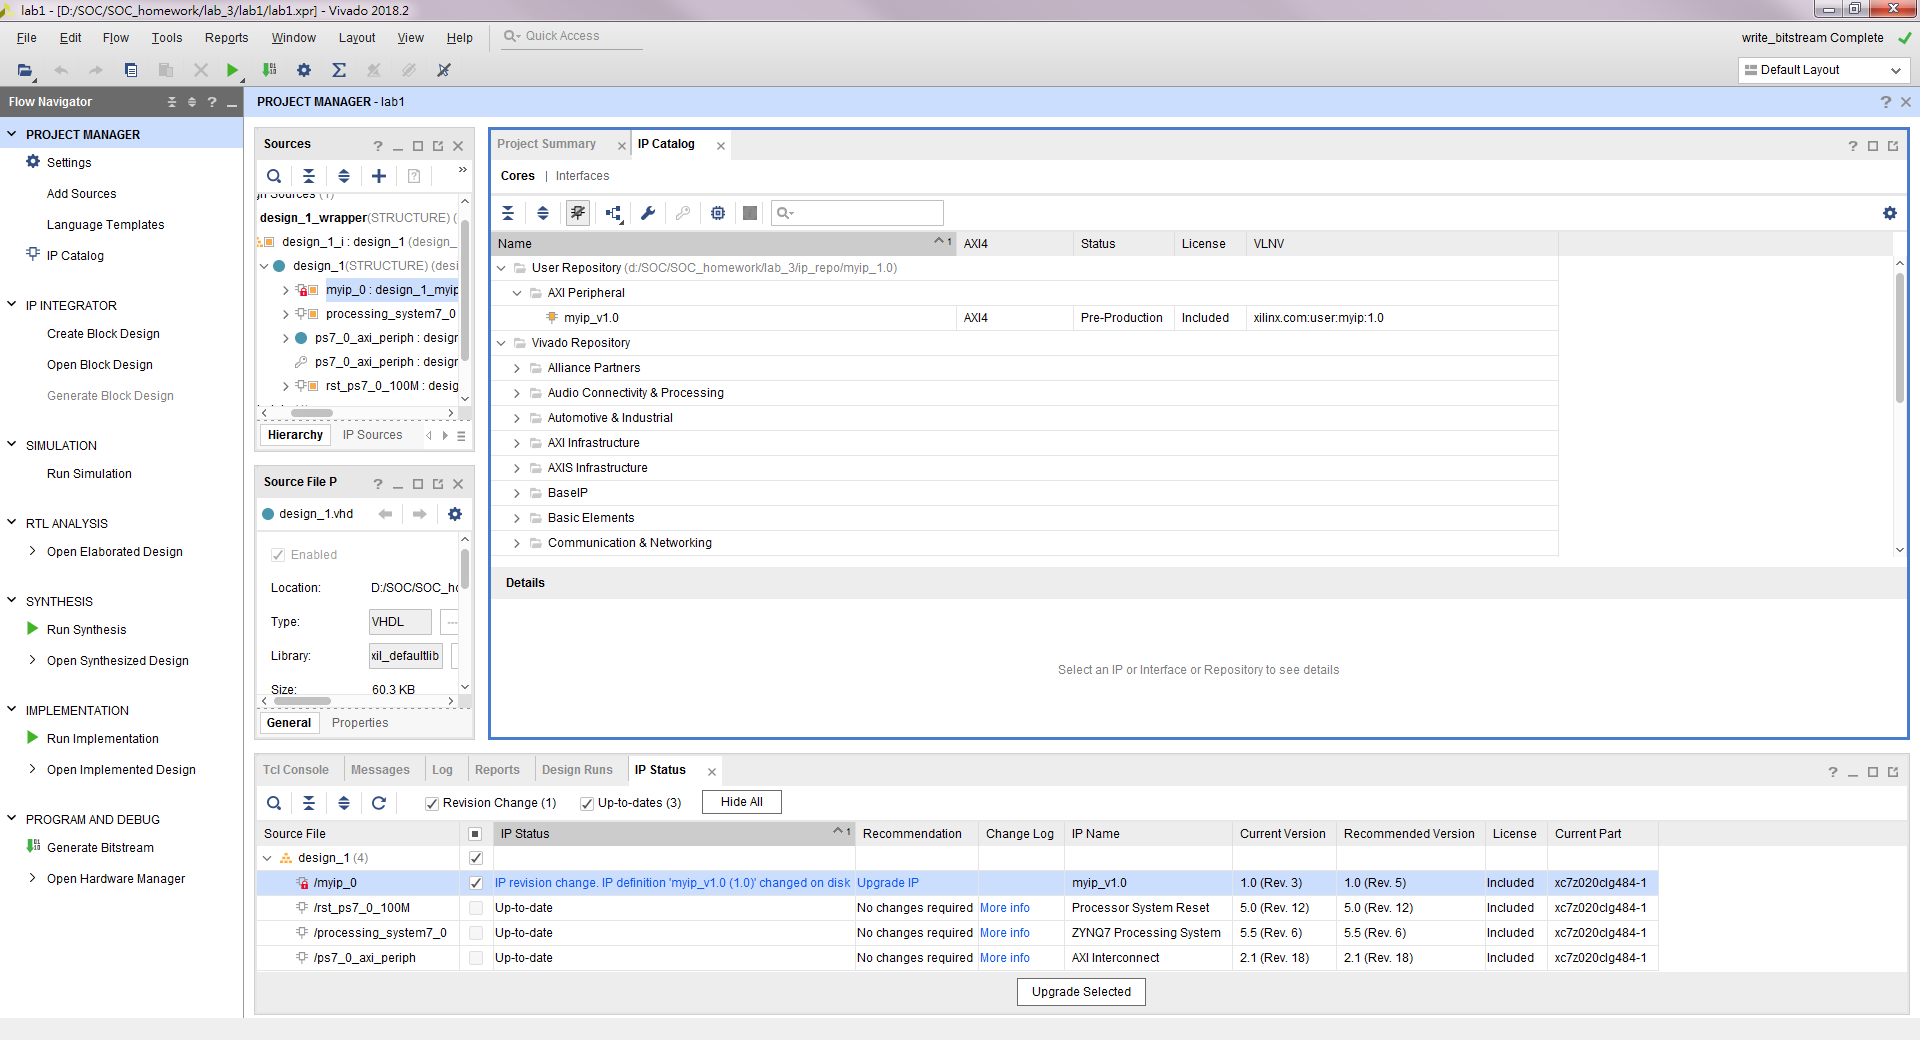 lab1 - [D:/SOC/SOC_homework/lab_3/lab1/lab1.xpr] - Vivado 2018.2
File Edit Flow Tools Reports Window Layout View Help Quick Access
write_bitstream Complete
Default Layout
Flow Navigator
PROJECT MANAGER - lab1
PROJECT MANAGER
Settings
Add Sources
Language Templates
IP Catalog
IP INTEGRATOR
Create Block Design
Open Block Design
Generate Block Design
SIMULATION
Run Simulation
RTL ANALYSIS
Open Elaborated Design
SYNTHESIS
Run Synthesis
Open Synthesized Design
IMPLEMENTATION
Run Implementation
Open Implemented Design
PROGRAM AND DEBUG
Generate Bitstream
Open Hardware Manager
Sources
design_1_wrapper(STRUCTURE) (
design_1_i : design_1 (design_
design_1(STRUCTURE) (desi
myip_0 : design_1_myip
processing_system7_0
ps7_0_axi_periph : design
ps7_0_axi_periph : design
rst_ps7_0_100M : desig
Hierarchy IP Sources
Source File P
design_1.vhd
Enabled
Location: D:/SOC/SOC_ho
Type: VHDL
Library: xil_defaultlib
Size: 60.3 KB
General Properties
Project Summary IP Catalog
Cores | Interfaces
Name 1 AXI4 Status License VLNV
User Repository (d:/SOC/SOC_homework/lab_3/ip_repo/myip_1.0)
AXI Peripheral
myip_v1.0 AXI4 Pre-Production Included xilinx.com:user:myip:1.0
Vivado Repository
Alliance Partners
Audio Connectivity & Processing
Automotive & Industrial
AXI Infrastructure
AXIS Infrastructure
BaseIP
Basic Elements
Communication & Networking
Details
Select an IP or Interface or Repository to see details
Tcl Console Messages Log Reports Design Runs IP Status
Revision Change (1) Up-to-dates (3) Hide All
Source File IP Status 1 Recommendation Change Log IP Name Current Version Recommended Version License Current Part
design_1 (4)
/myip_0 IP revision change. IP definition 'myip_v1.0 (1.0)' changed on disk Upgrade IP myip_v1.0 1.0 (Rev. 3) 1.0 (Rev. 5) Included xc7z020clg484-1
/rst_ps7_0_100M Up-to-date No changes required More info Processor System Reset 5.0 (Rev. 12) 5.0 (Rev. 12) Included xc7z020clg484-1
/processing_system7_0 Up-to-date No changes required More info ZYNQ7 Processing System 5.5 (Rev. 6) 5.5 (Rev. 6) Included xc7z020clg484-1
/ps7_0_axi_periph Up-to-date No changes required More info AXI Interconnect 2.1 (Rev. 18) 2.1 (Rev. 18) Included xc7z020clg484-1
Upgrade Selected